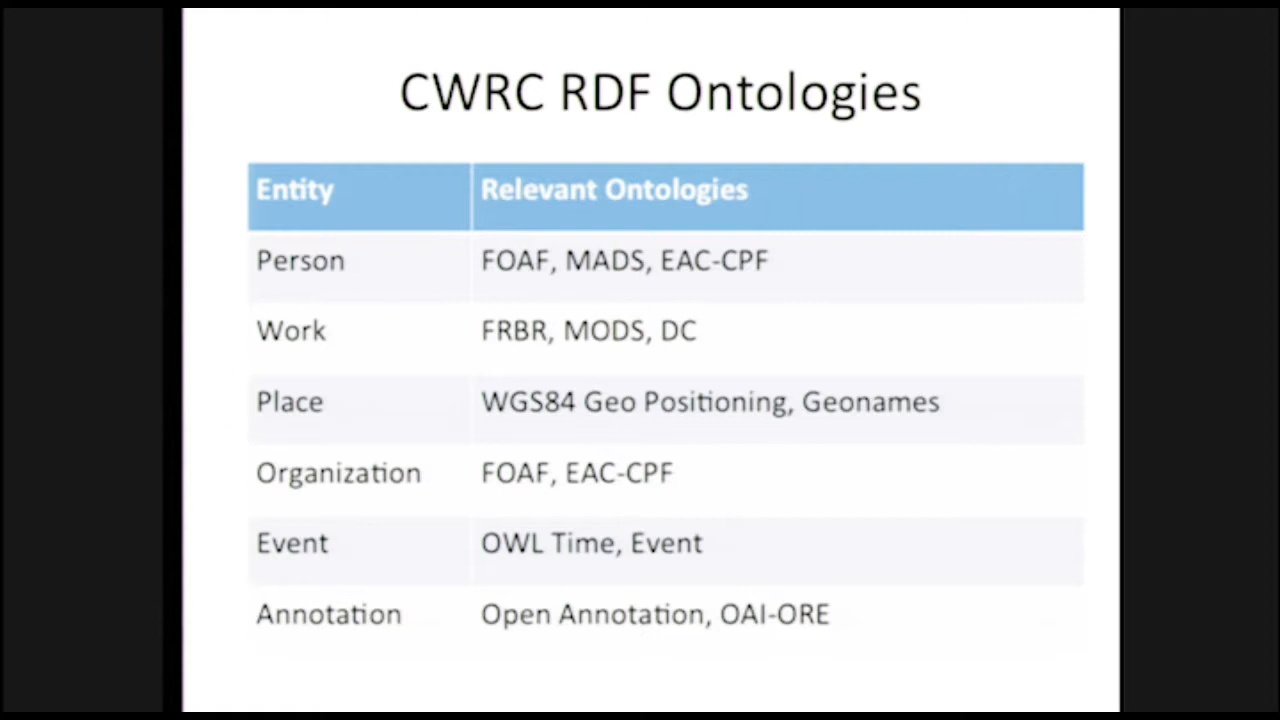 CWRC RDF Ontologies
Entity Relevant Ontologies
Person FOAF, MADS, EAC-CPF
Work FRBR, MODS, DC
Place WGS84 Geo Positioning, Geonames
Organization FOAF, EAC-CPF
Event OWL Time, Event
Annotation Open Annotation, OAI-ORE